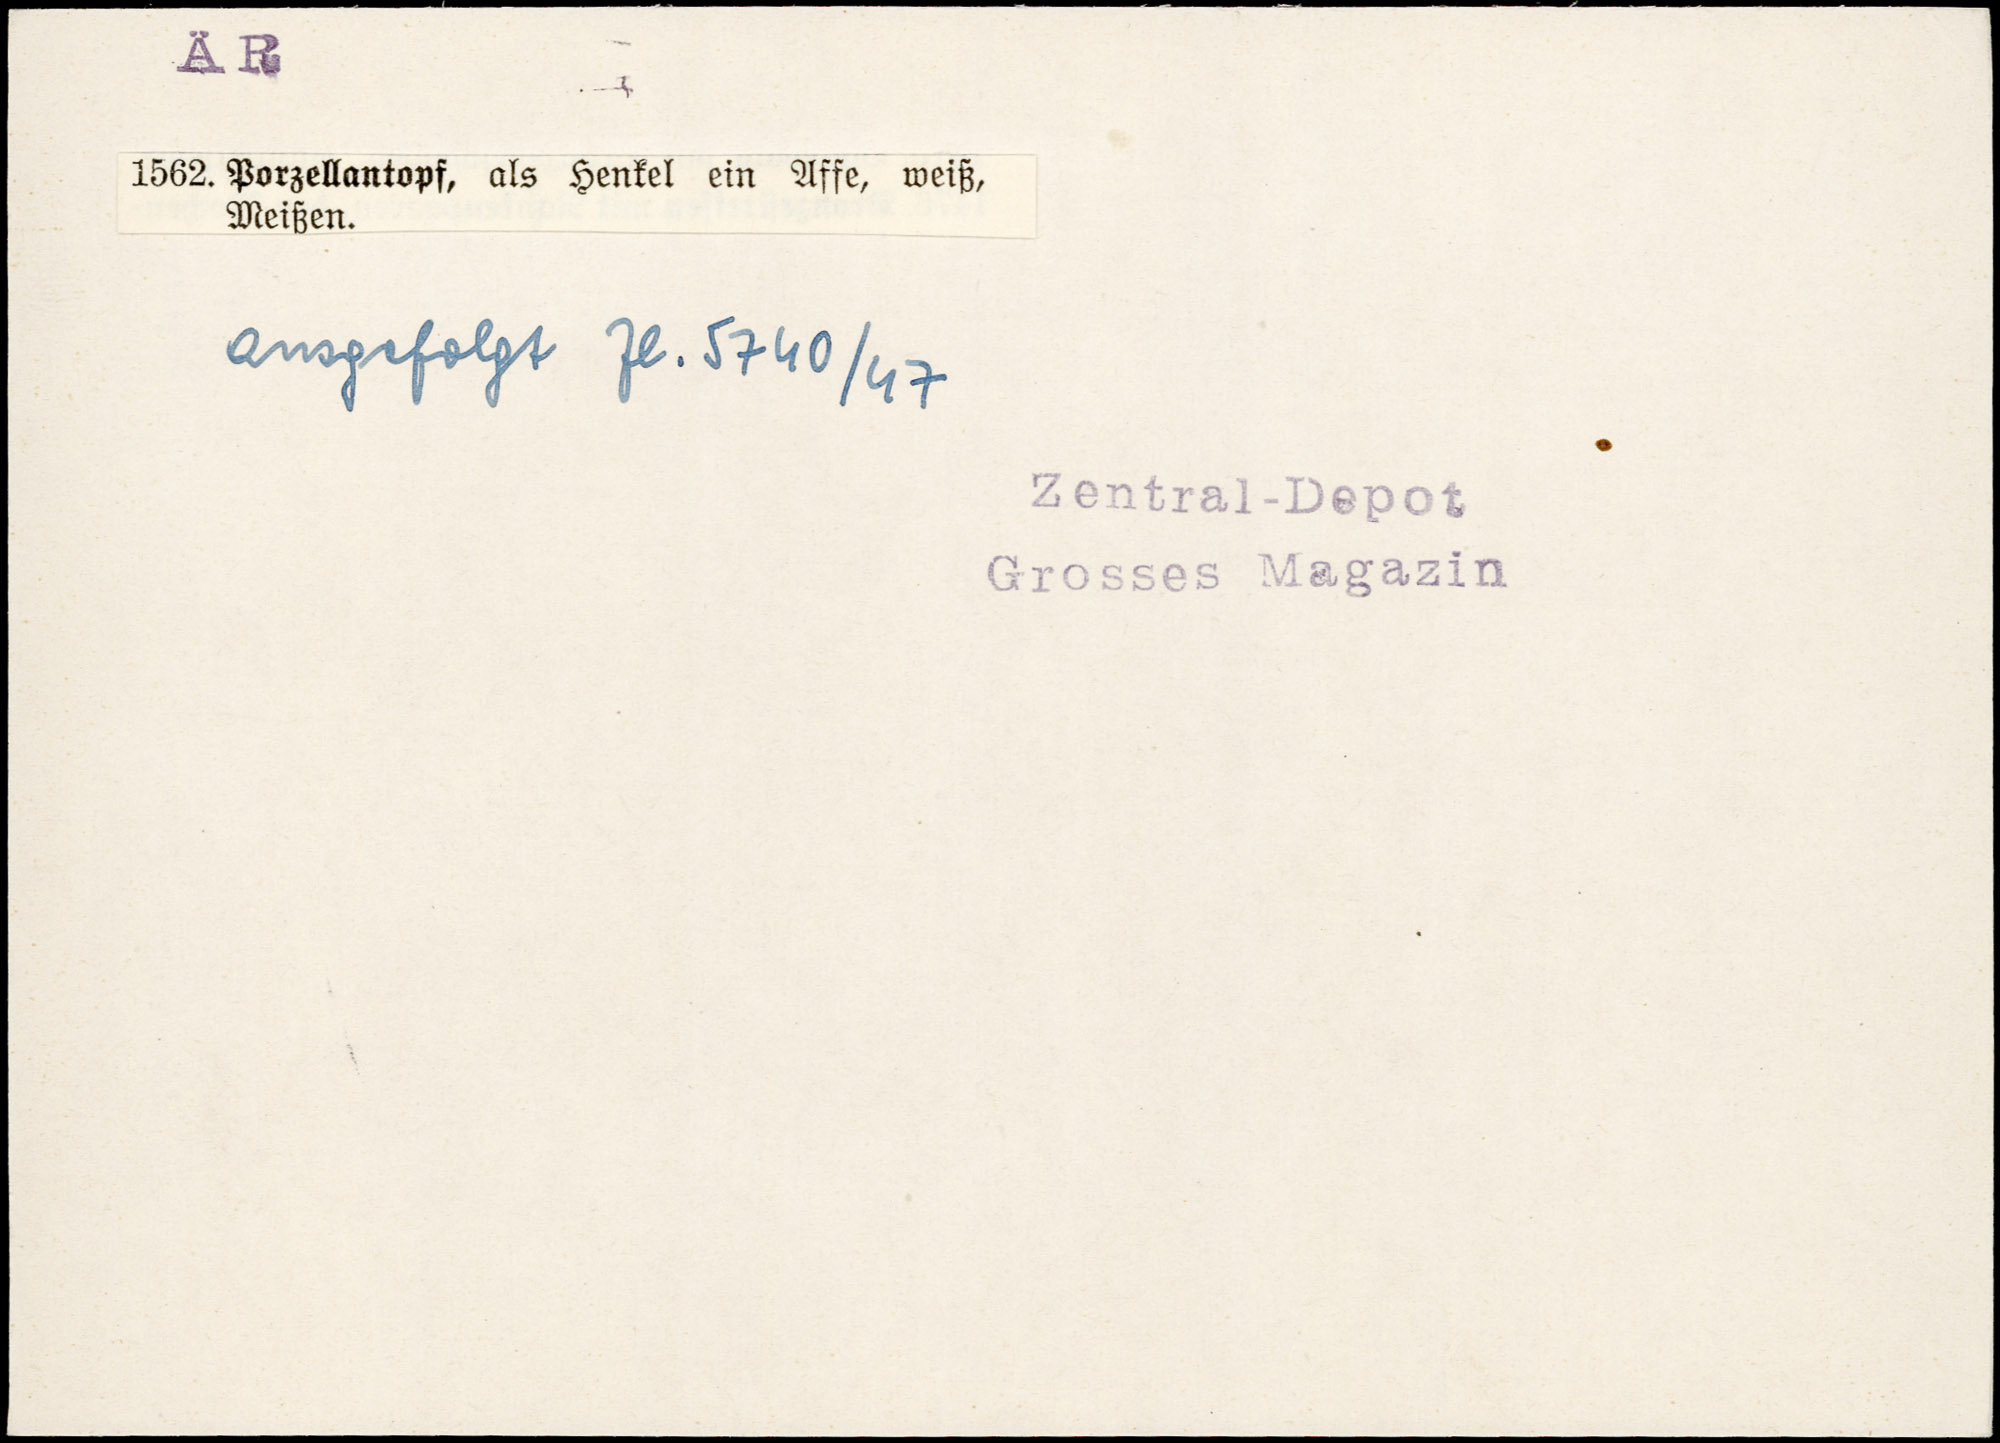 ÄR
1562. Porzellantopf, als Henkel ein Affe, weiß,
Meißen.
ausgefolgt Zl. 5740/47
Zentral-Depot
Grosses Magazin